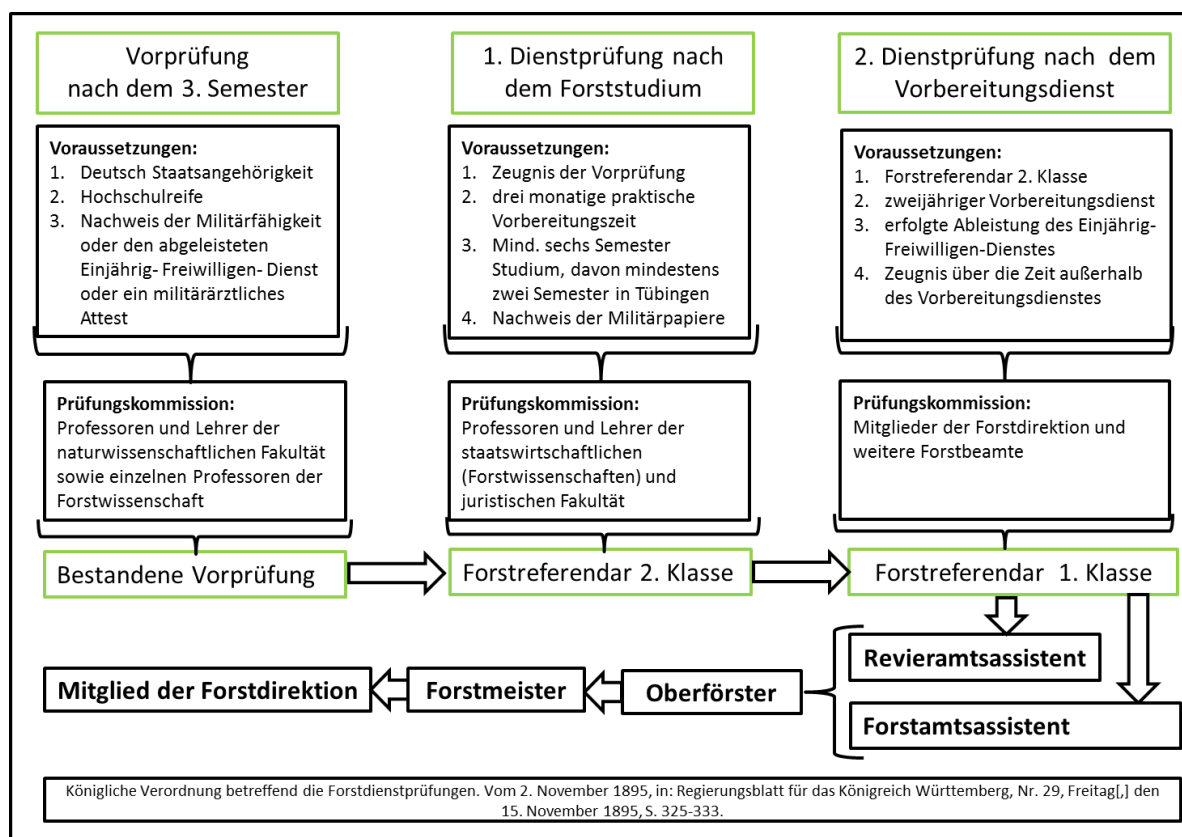 Vorprüfung
nach dem 3. Semester
Voraussetzungen:
1. Deutsch Staatsangehörigkeit
2. Hochschulreife
3. Nachweis der Militärfähigkeit
oder den abgeleisteten
Einjährig- Freiwilligen- Dienst
oder ein militärärztliches
Attest
Prüfungskommission:
Professoren und Lehrer der
naturwissenschaftlichen Fakultät
sowie einzelnen Professoren der
Forstwissenschaft
Bestandene Vorprüfung
1. Dienstprüfung nach
dem Forststudium
Voraussetzungen:
1. Zeugnis der Vorprüfung
2. drei monatige praktische
Vorbereitungszeit
3. Mind. sechs Semester
Studium, davon mindestens
zwei Semester in Tübingen
4. Nachweis der Militärpapiere
Prüfungskommission:
Professoren und Lehrer der
staatswirtschaftlichen
(Forstwissenschaften) und
juristischen Fakultät
Forstreferendar 2. Klasse
2. Dienstprüfung nach dem
Vorbereitungsdienst
Voraussetzungen:
1. Forstreferendar 2. Klasse
2. zweijähriger Vorbereitungsdienst
3. erfolgte Ableistung des Einjährig-
Freiwilligen-Dienstes
4. Zeugnis über die Zeit außerhalb
des Vorbereitungsdienstes
Prüfungskommission:
Mitglieder der Forstdirektion und
weitere Forstbeamte
Forstreferendar 1. Klasse
Revieramtsassistent
Forstamtsassistent
Oberförster
Forstmeister
Mitglied der Forstdirektion
Königliche Verordnung betreffend die Forstdienstprüfungen. Vom 2. November 1895, in: Regierungsblatt für das Königreich Württemberg, Nr. 29, Freitag[,] den
15. November 1895, S. 325-333.